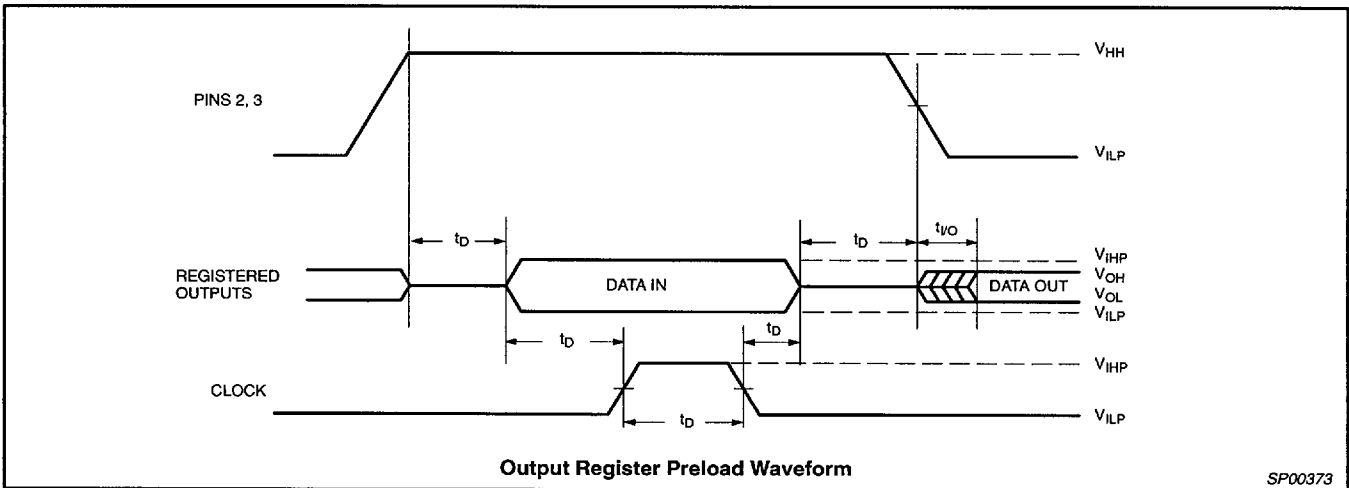 V_HH
PINS 2, 3
V_ILP
t_D
t_D
t_I/O
V_IHP
REGISTERED
OUTPUTS
DATA IN
DATA OUT
V_OH
V_OL
V_ILP
t_D
t_D
V_IHP
CLOCK
V_ILP
t_D
Output Register Preload Waveform
SP00373